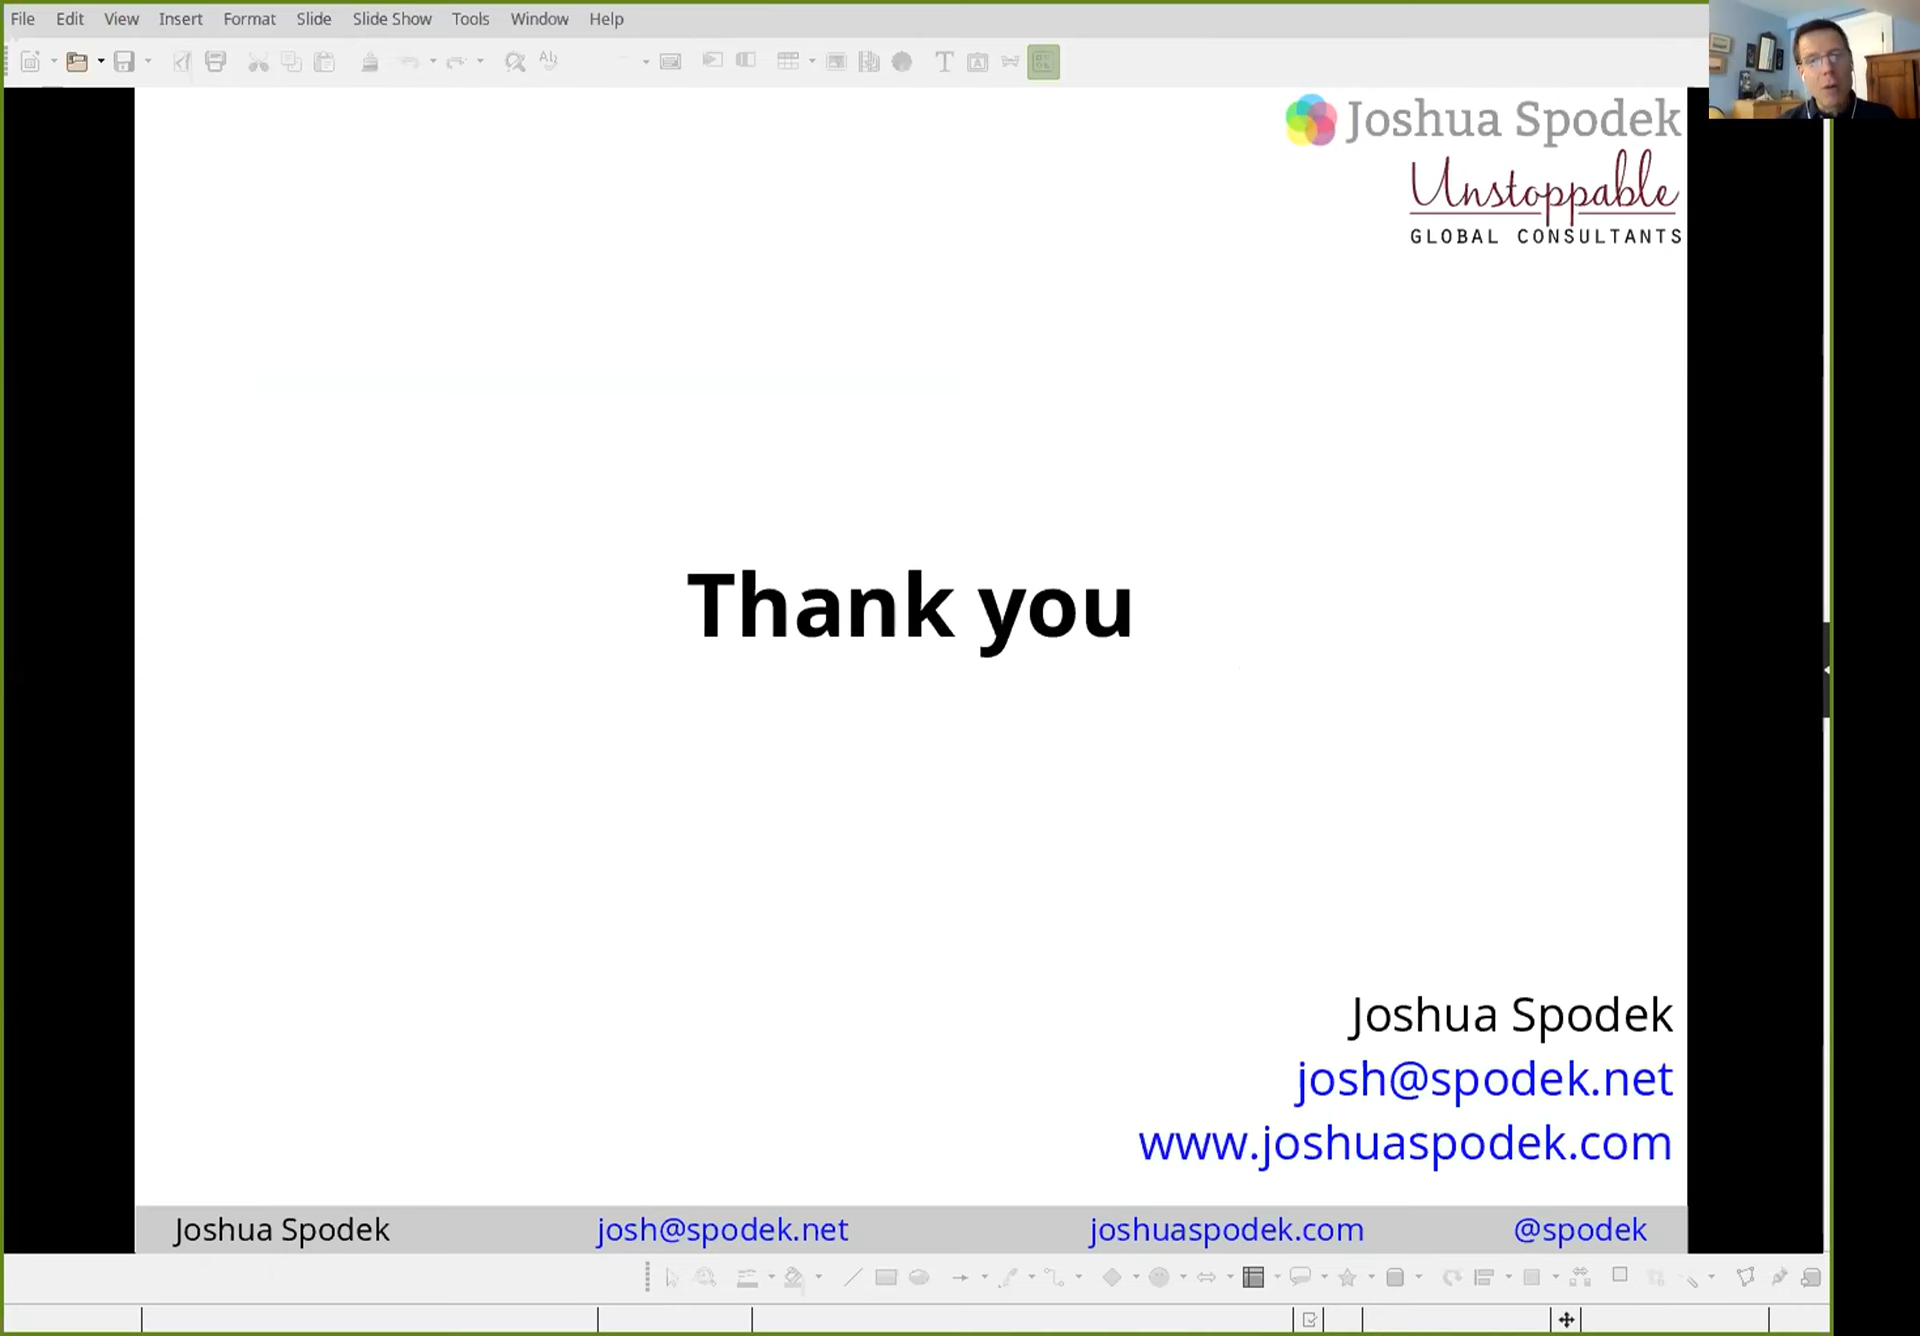 File Edit View Insert Format Slide Slide Show Tools Window Help
Joshua Spodek
Unstoppable
GLOBAL CONSULTANTS
Thank you
Joshua Spodek
josh@spodek.net
www.joshuaspodek.com
Joshua Spodek josh@spodek.net joshuaspodek.com @spodek